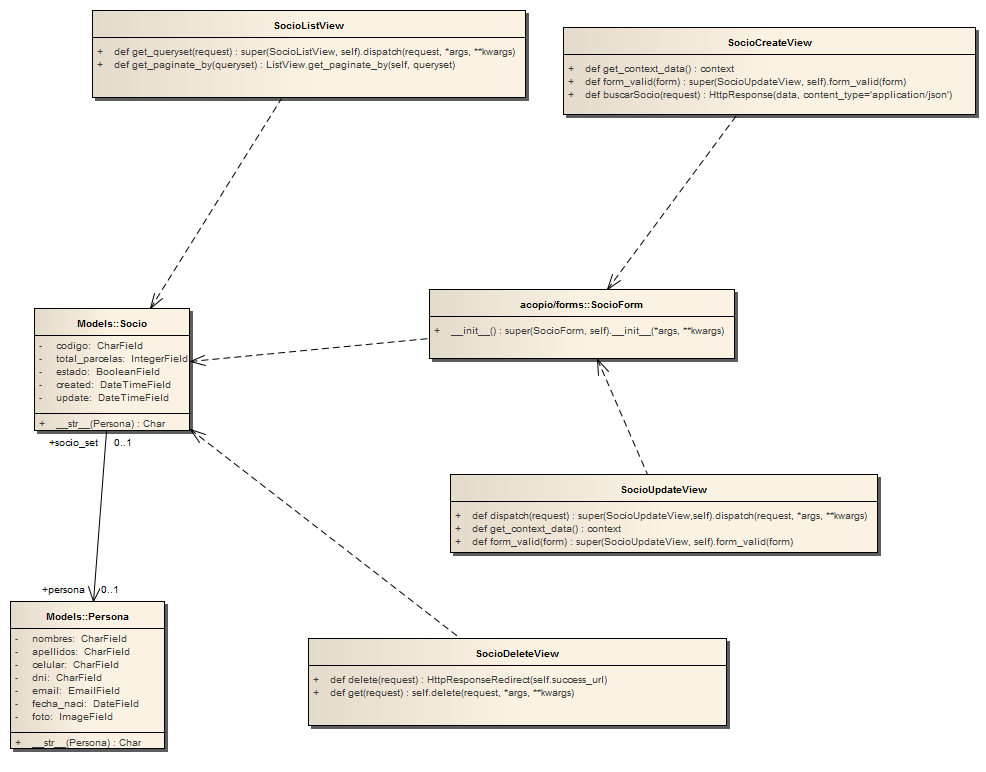 SocioListView
+ def get_queryset(request) : super(SocioListView, self).dispatch(request, *args, **kwargs)
+ def get_paginate_by(queryset) : ListView.get_paginate_by(self, queryset)
SocioCreateView
+ def get_context_data() : context
+ def form_valid(form) : super(SocioUpdateView, self).form_valid(form)
+ def buscarSocio(request) : HttpResponse(data, content_type='application/json')
acopio/forms::SocioForm
+ __init__() : super(SocioForm, self).__init__(*args, **kwargs)
Models::Socio
- codigo: CharField
- total_parcelas: IntegerField
- estado: BooleanField
- created: DateTimeField
- update: DateTimeField
+ __str__(Persona) : Char
+socio_set 0..1
SocioUpdateView
+ def dispatch(request) : super(SocioUpdateView,self).dispatch(request, *args, **kwargs)
+ def get_context_data() : context
+ def form_valid(form) : super(SocioUpdateView, self).form_valid(form)
+persona 0..1
Models::Persona
- nombres: CharField
- apellidos: CharField
- celular: CharField
- dni: CharField
- email: EmailField
- fecha_naci: DateField
- foto: ImageField
+ __str__(Persona) : Char
SocioDeleteView
+ def delete(request) : HttpResponseRedirect(self.success_url)
+ def get(request) : self.delete(request, *args, **kwargs)